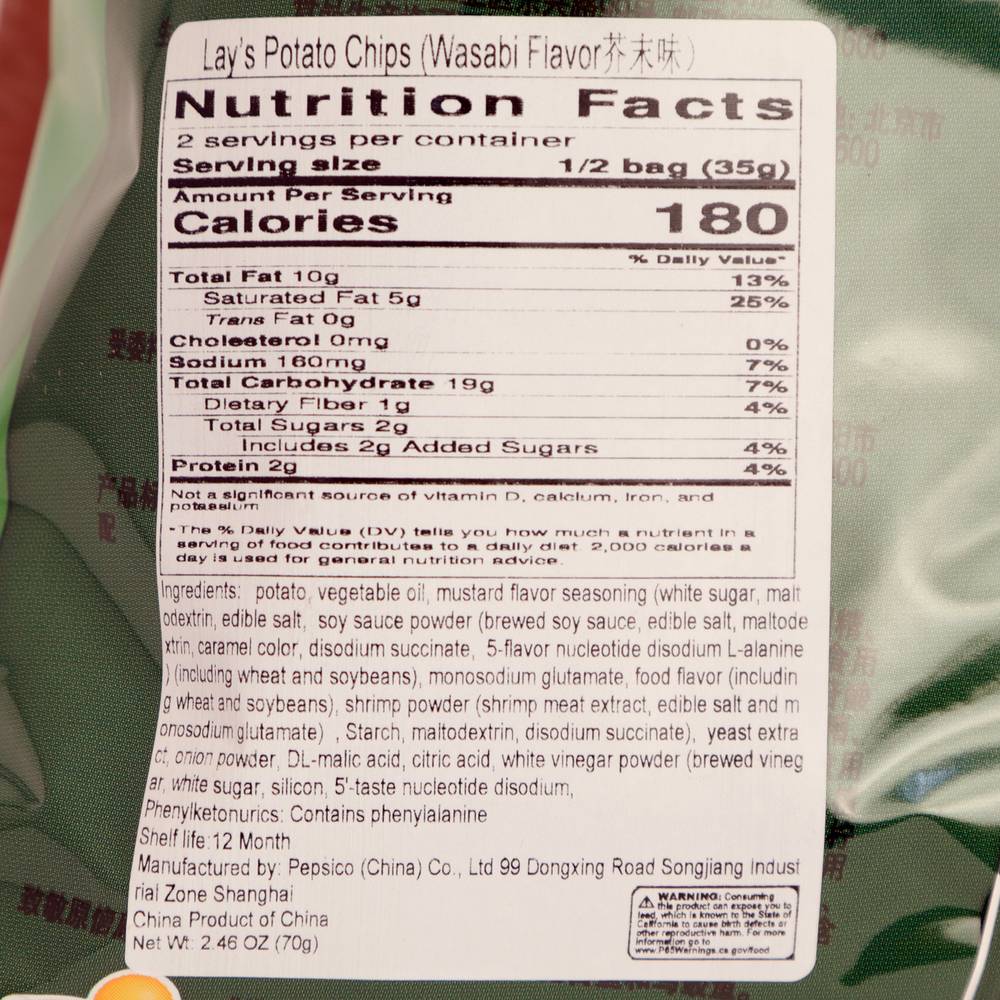 Lay's Potato Chips (Wasabi Flavor芥末味)
Nutrition Facts
2 servings per container
Serving size 1/2 bag (35g)
Amount Per Serving
Calories 180
% Daily Value*
Total Fat 10g 13%
Saturated Fat 5g 25%
Trans Fat 0g
Cholesterol 0mg 0%
Sodium 160mg 7%
Total Carbohydrate 19g 7%
Dietary Fiber 1g 4%
Total Sugars 2g
Includes 2g Added Sugars 4%
Protein 2g 4%
Not a significant source of vitamin D, calcium, iron, and
potassium
*The % Daily Value (DV) tells you how much a nutrient in a
serving of food contributes to a daily diet. 2,000 calories a
day is used for general nutrition advice.
Ingredients: potato, vegetable oil, mustard flavor seasoning (white sugar, malt
odextrin, edible salt, soy sauce powder (brewed soy sauce, edible salt, maltode
xtrin, caramel color, disodium succinate, 5-flavor nucleotide disodium L-alanine
) (including wheat and soybeans), monosodium glutamate, food flavor (includin
g wheat and soybeans), shrimp powder (shrimp meat extract, edible salt and m
onosodium glutamate) , Starch, maltodextrin, disodium succinate), yeast extra
ct, onion powder, DL-malic acid, citric acid, white vinegar powder (brewed vineg
ar, white sugar, silicon, 5'-taste nucleotide disodium,
Phenylketonurics: Contains phenylalanine
Shelf life:12 Month
Manufactured by: Pepsico (China) Co., Ltd 99 Dongxing Road Songjiang Indust
rial Zone Shanghai
China Product of China
Net Wt: 2.46 OZ (70g)
WARNING: Consuming
this product can expose you to
lead, which is known to the State of
California to cause birth defects or
other reproductive harm. For more
information go to
www.P65Warnings.ca.gov/food